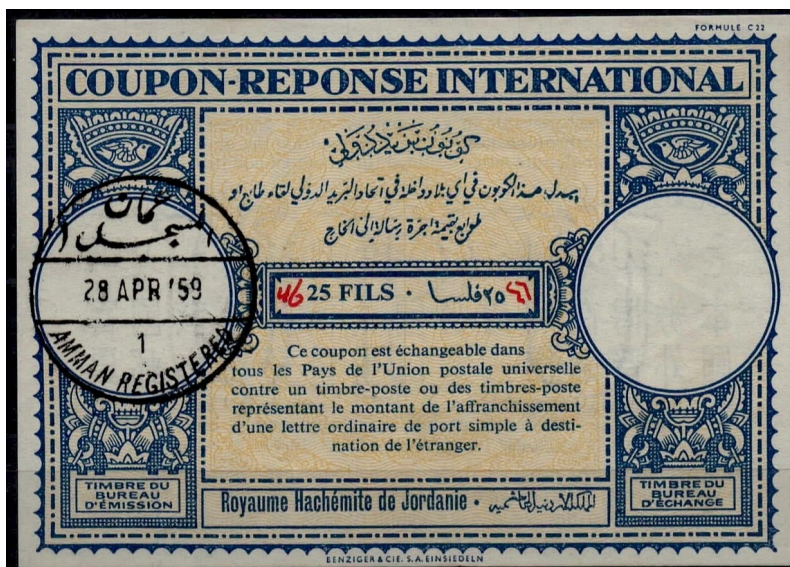 FORMULE C22
COUPON-REPONSE INTERNATIONAL
كوبون بريد دولي
يبدل هذا الكوبون في اي بلاد داخلة في اتحاد البريد الدولي لقاء طابع او
طوابع بقيمة اجرة رسالة الى الخارج
عمان
المسجل ١
28 APR '59
1
AMMAN REGISTERED
46 25 FILS · ٢٥ فلسا ٤٦
Ce coupon est échangeable dans
tous les Pays de l'Union postale universelle
contre un timbre-poste ou des timbres-poste
représentant le montant de l'affranchissement
d'une lettre ordinaire de port simple à desti-
nation de l'étranger.
TIMBRE DU
BUREAU
D'ÉMISSION
Royaume Hachémite de Jordanie · المملكة الاردنية الهاشمية
TIMBRE DU
BUREAU
D'ÉCHANGE
BENZIGER & CIE. S.A. EINSIEDELN